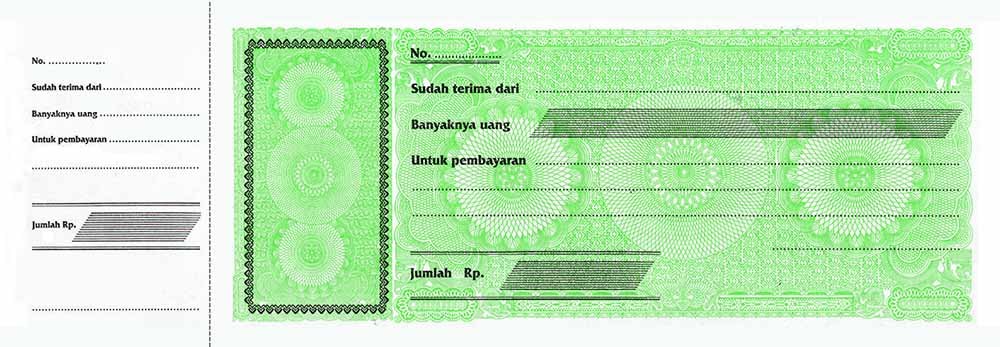 No. ................
Sudah terima dari ................................
Banyaknya uang .................................
Untuk pembayaran ..............................
........................................................
Jumlah Rp.
........................................................
No. ......................
Sudah terima dari ........................................................................
Banyaknya uang
Untuk pembayaran ........................................................................
........................................................................................................
........................................................................................................
..................................................
Jumlah Rp.